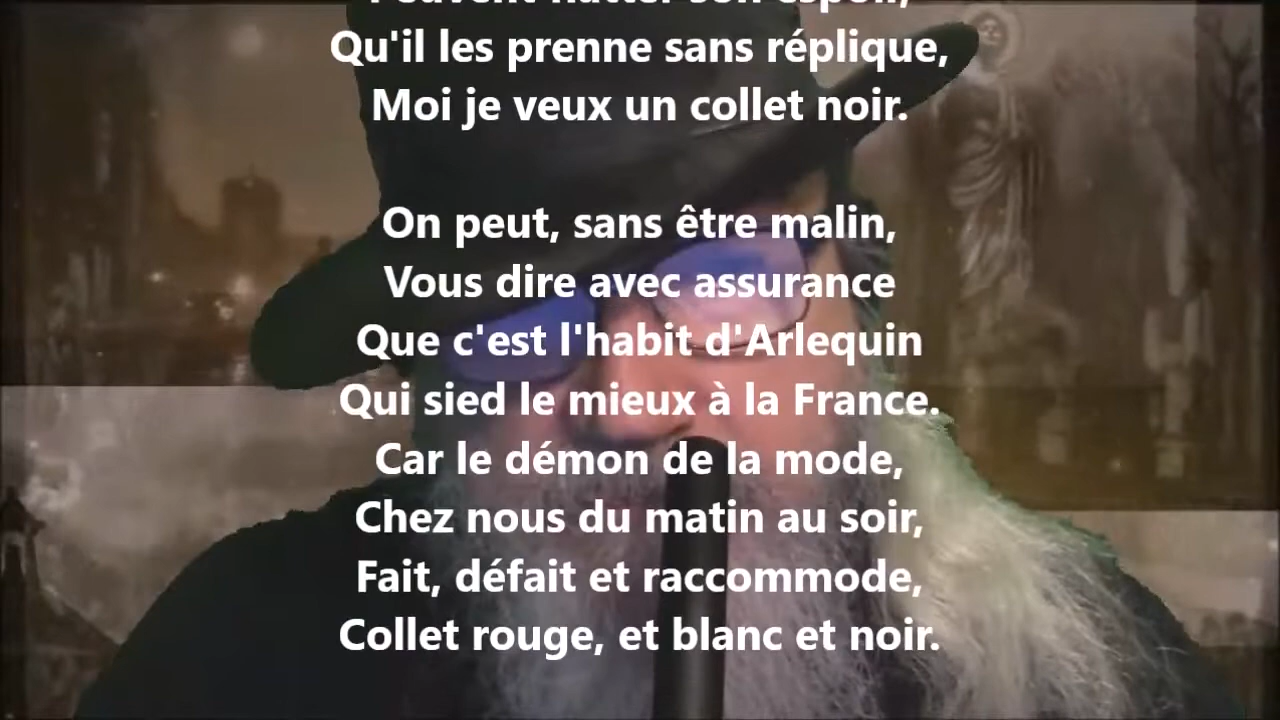 Qu'il les prenne sans réplique,
Moi je veux un collet noir.
On peut, sans être malin,
Vous dire avec assurance
Que c'est l'habit d'Arlequin
Qui sied le mieux à la France.
Car le démon de la mode,
Chez nous du matin au soir,
Fait, défait et raccommode,
Collet rouge, et blanc et noir.